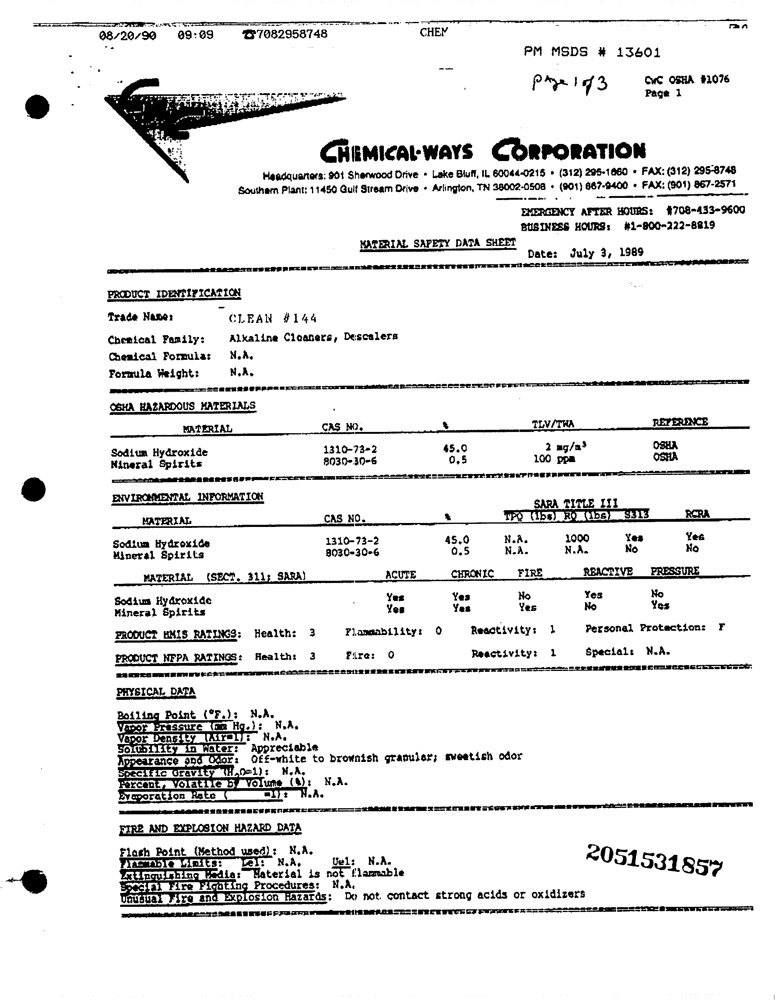 08/20/90 09:09 ☎7082958748 CHEM
PM MSDS # 13601
Page 1 of 3
CWC OSHA #1076
Page 1
CHEMICAL-WAYS CORPORATION
Headquarters: 901 Sherwood Drive • Lake Bluff, IL 60044-0215 • (312) 295-1660 • FAX: (312) 295-8748
Southern Plant: 11450 Gulf Stream Drive • Arlington, TN 38002-0508 • (901) 867-9400 • FAX: (901) 867-2571
EMERGENCY AFTER HOURS: #708-433-9600
BUSINESS HOURS: #1-800-222-8819
MATERIAL SAFETY DATA SHEET
Date: July 3, 1989
PRODUCT IDENTIFICATION
Trade Name: CLEAN #144
Chemical Family: Alkaline Cleaners, Descalers
Chemical Formula: N.A.
Formula Weight: N.A.
OSHA HAZARDOUS MATERIALS
MATERIAL CAS NO. % TLV/TWA REFERENCE
Sodium Hydroxide 1310-73-2 45.0 2 mg/m³ OSHA
Mineral Spirits 8030-30-6 0.5 100 ppm OSHA
ENVIRONMENTAL INFORMATION
SARA TITLE III
MATERIAL CAS NO. % TPQ (lbs) RQ (lbs) S313 RCRA
Sodium Hydroxide 1310-73-2 45.0 N.A. 1000 Yes Yes
Mineral Spirits 8030-30-6 0.5 N.A. N.A. No No
MATERIAL (SECT. 311; SARA) ACUTE CHRONIC FIRE REACTIVE PRESSURE
Sodium Hydroxide Yes Yes No Yes No
Mineral Spirits Yes Yes Yes No Yes
PRODUCT HMIS RATINGS: Health: 3 Flammability: 0 Reactivity: 1 Personal Protection: F
PRODUCT NFPA RATINGS: Health: 3 Fire: 0 Reactivity: 1 Special: N.A.
PHYSICAL DATA
Boiling Point (°F.): N.A.
Vapor Pressure (mm Hg.): N.A.
Vapor Density (Air=1): N.A.
Solubility in Water: Appreciable
Appearance and Odor: Off-white to brownish granular; sweetish odor
Specific Gravity (H₂O=1): N.A.
Percent, Volatile by Volume (%): N.A.
Evaporation Rate ( =1): N.A.
FIRE AND EXPLOSION HAZARD DATA
Flash Point (Method used): N.A.
Flammable Limits: Lel: N.A. Uel: N.A.
Extinguishing Media: Material is not flammable
Special Fire Fighting Procedures: N.A.
Unusual Fire and Explosion Hazards: Do not contact strong acids or oxidizers
2051531857